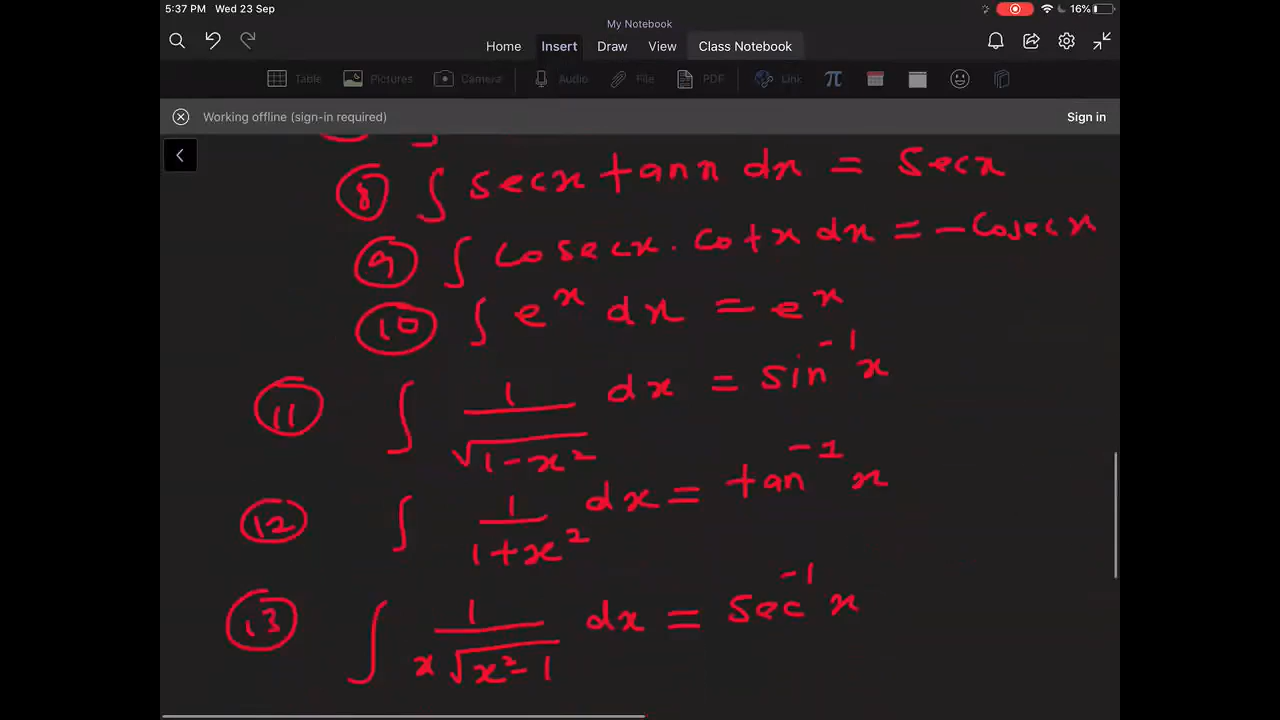 5:37 PM Wed 23 Sep
16%
My Notebook
Home Insert Draw View Class Notebook
Table Pictures Camera Audio File PDF Link π
Working offline (sign-in required) Sign in
⑧ ∫ secx tanx dx = secx
⑨ ∫ cosecx . cotx dx = -cosecx
⑩ ∫ e^x dx = e^x
⑪ ∫ 1/√(1-x²) dx = sin⁻¹x
⑫ ∫ 1/(1+x²) dx = tan⁻¹x
⑬ ∫ 1/(x√(x²-1)) dx = sec⁻¹x